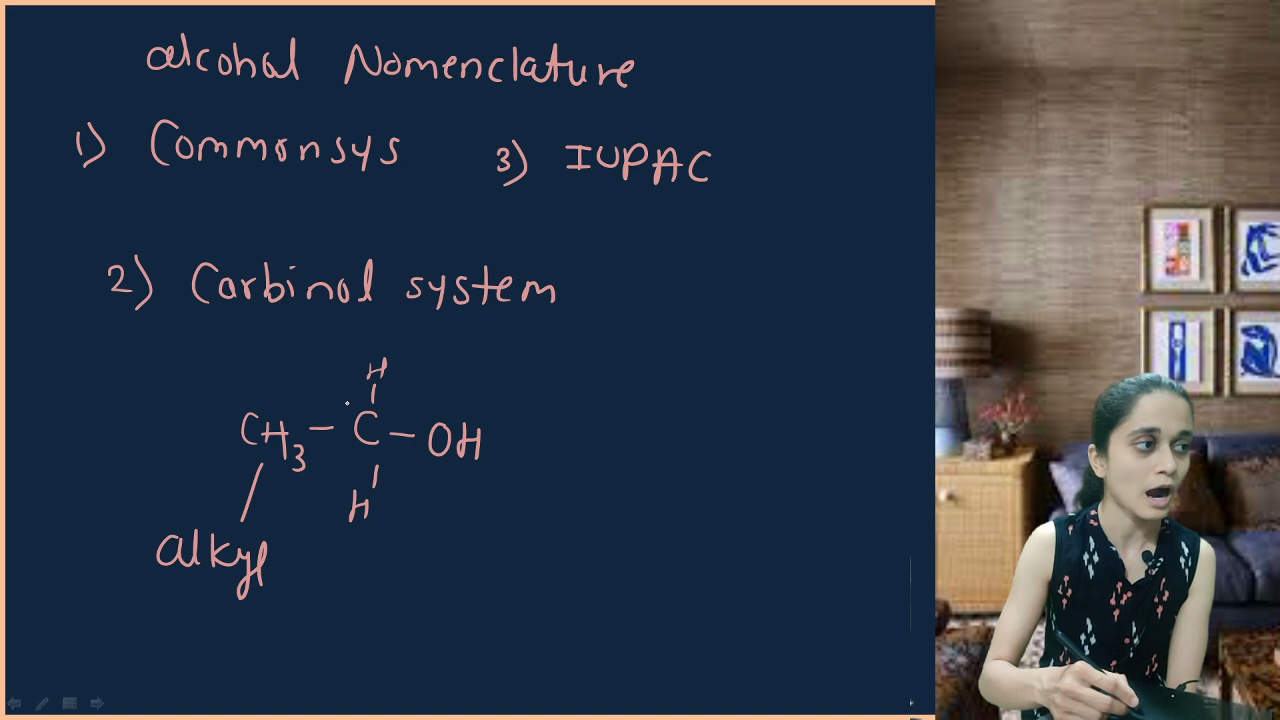 alcohal Nomenclature
1) Commonsys 3) IUPAC
2) Carbinol system
H
CH3 - C - OH
H
alkyl